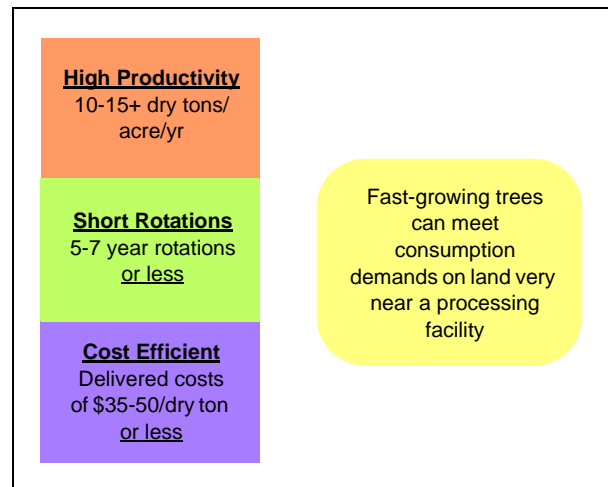 High Productivity
10-15+ dry tons/
acre/yr
Short Rotations
5-7 year rotations
or less
Cost Efficient
Delivered costs
of $35-50/dry ton
or less
Fast-growing trees
can meet
consumption
demands on land very
near a processing
facility